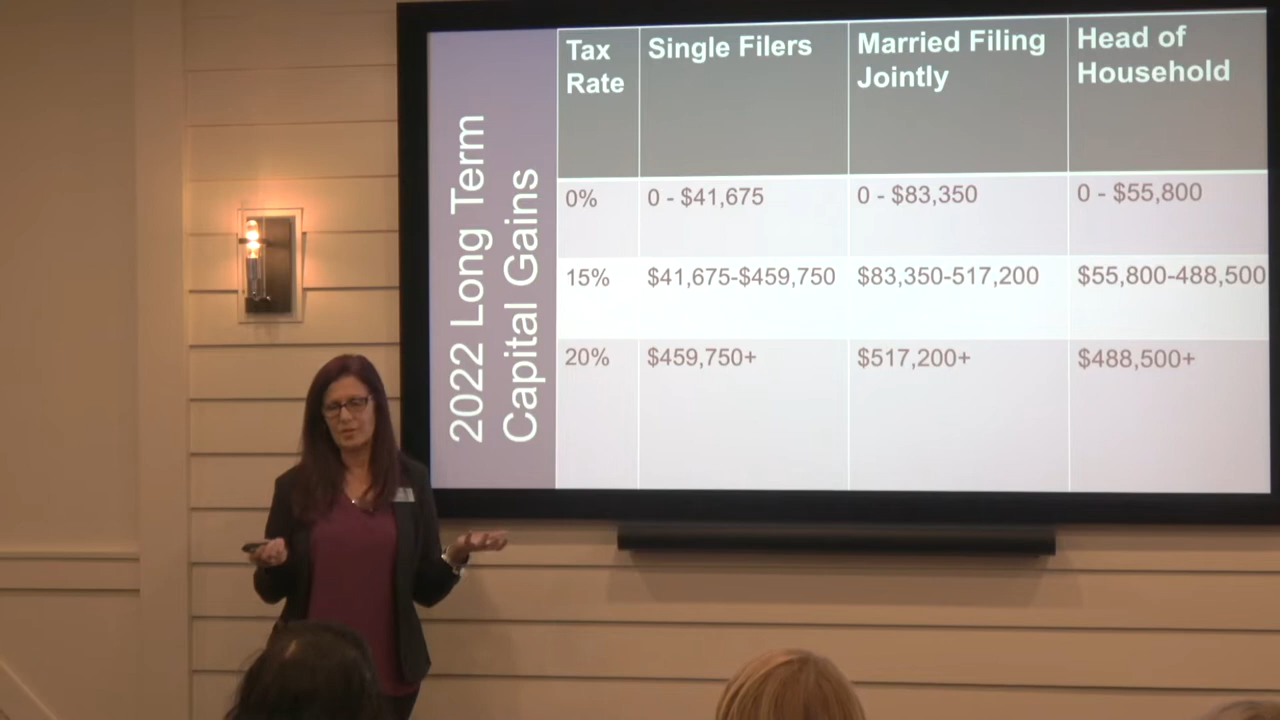 2022 Long Term
Capital Gains
Tax
Rate
Single Filers
Married Filing
Jointly
Head of
Household
0%
0 - $41,675
0 - $83,350
0 - $55,800
15%
$41,675-$459,750
$83,350-517,200
$55,800-488,500
20%
$459,750+
$517,200+
$488,500+